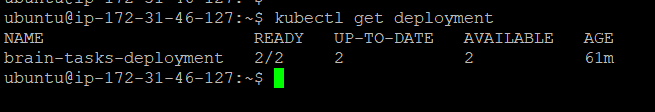 ubuntu@ip-172-31-46-127:~$ kubectl get deployment
NAME                     READY   UP-TO-DATE   AVAILABLE   AGE
brain-tasks-deployment   2/2     2            2           61m
ubuntu@ip-172-31-46-127:~$